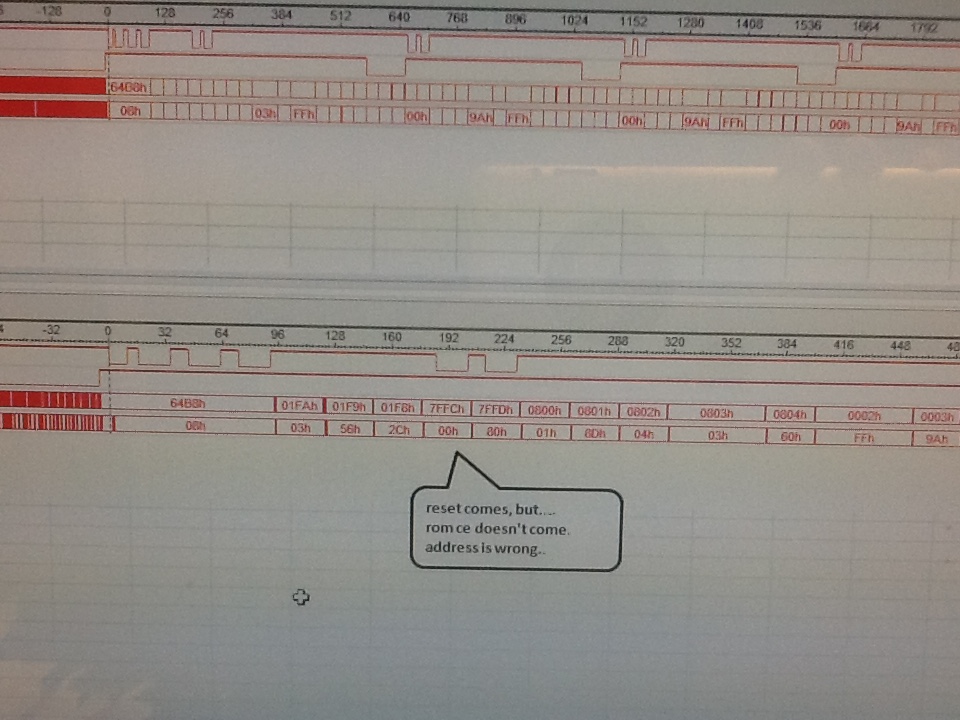 -128 0 128 256 384 512 640 768 896 1024 1152 1280 1408 1536 1664 1792
64B8h
08h 03h FFh 00h 9Ah FFh 00h 9Ah FFh 00h 9Ah FFh
-32 0 32 64 96 128 160 192 224 256 288 320 352 384 416 448
64B8h 01FAh 01F9h 01F8h 7FFCh 7FFDh 0800h 0801h 0802h 0803h 0804h 0002h 0003h
08h 03h 56h 2Ch 00h 80h 01h 8Dh 04h 03h 60h FFh 9Ah
reset comes, but....
rom ce doesn't come.
address is wrong..